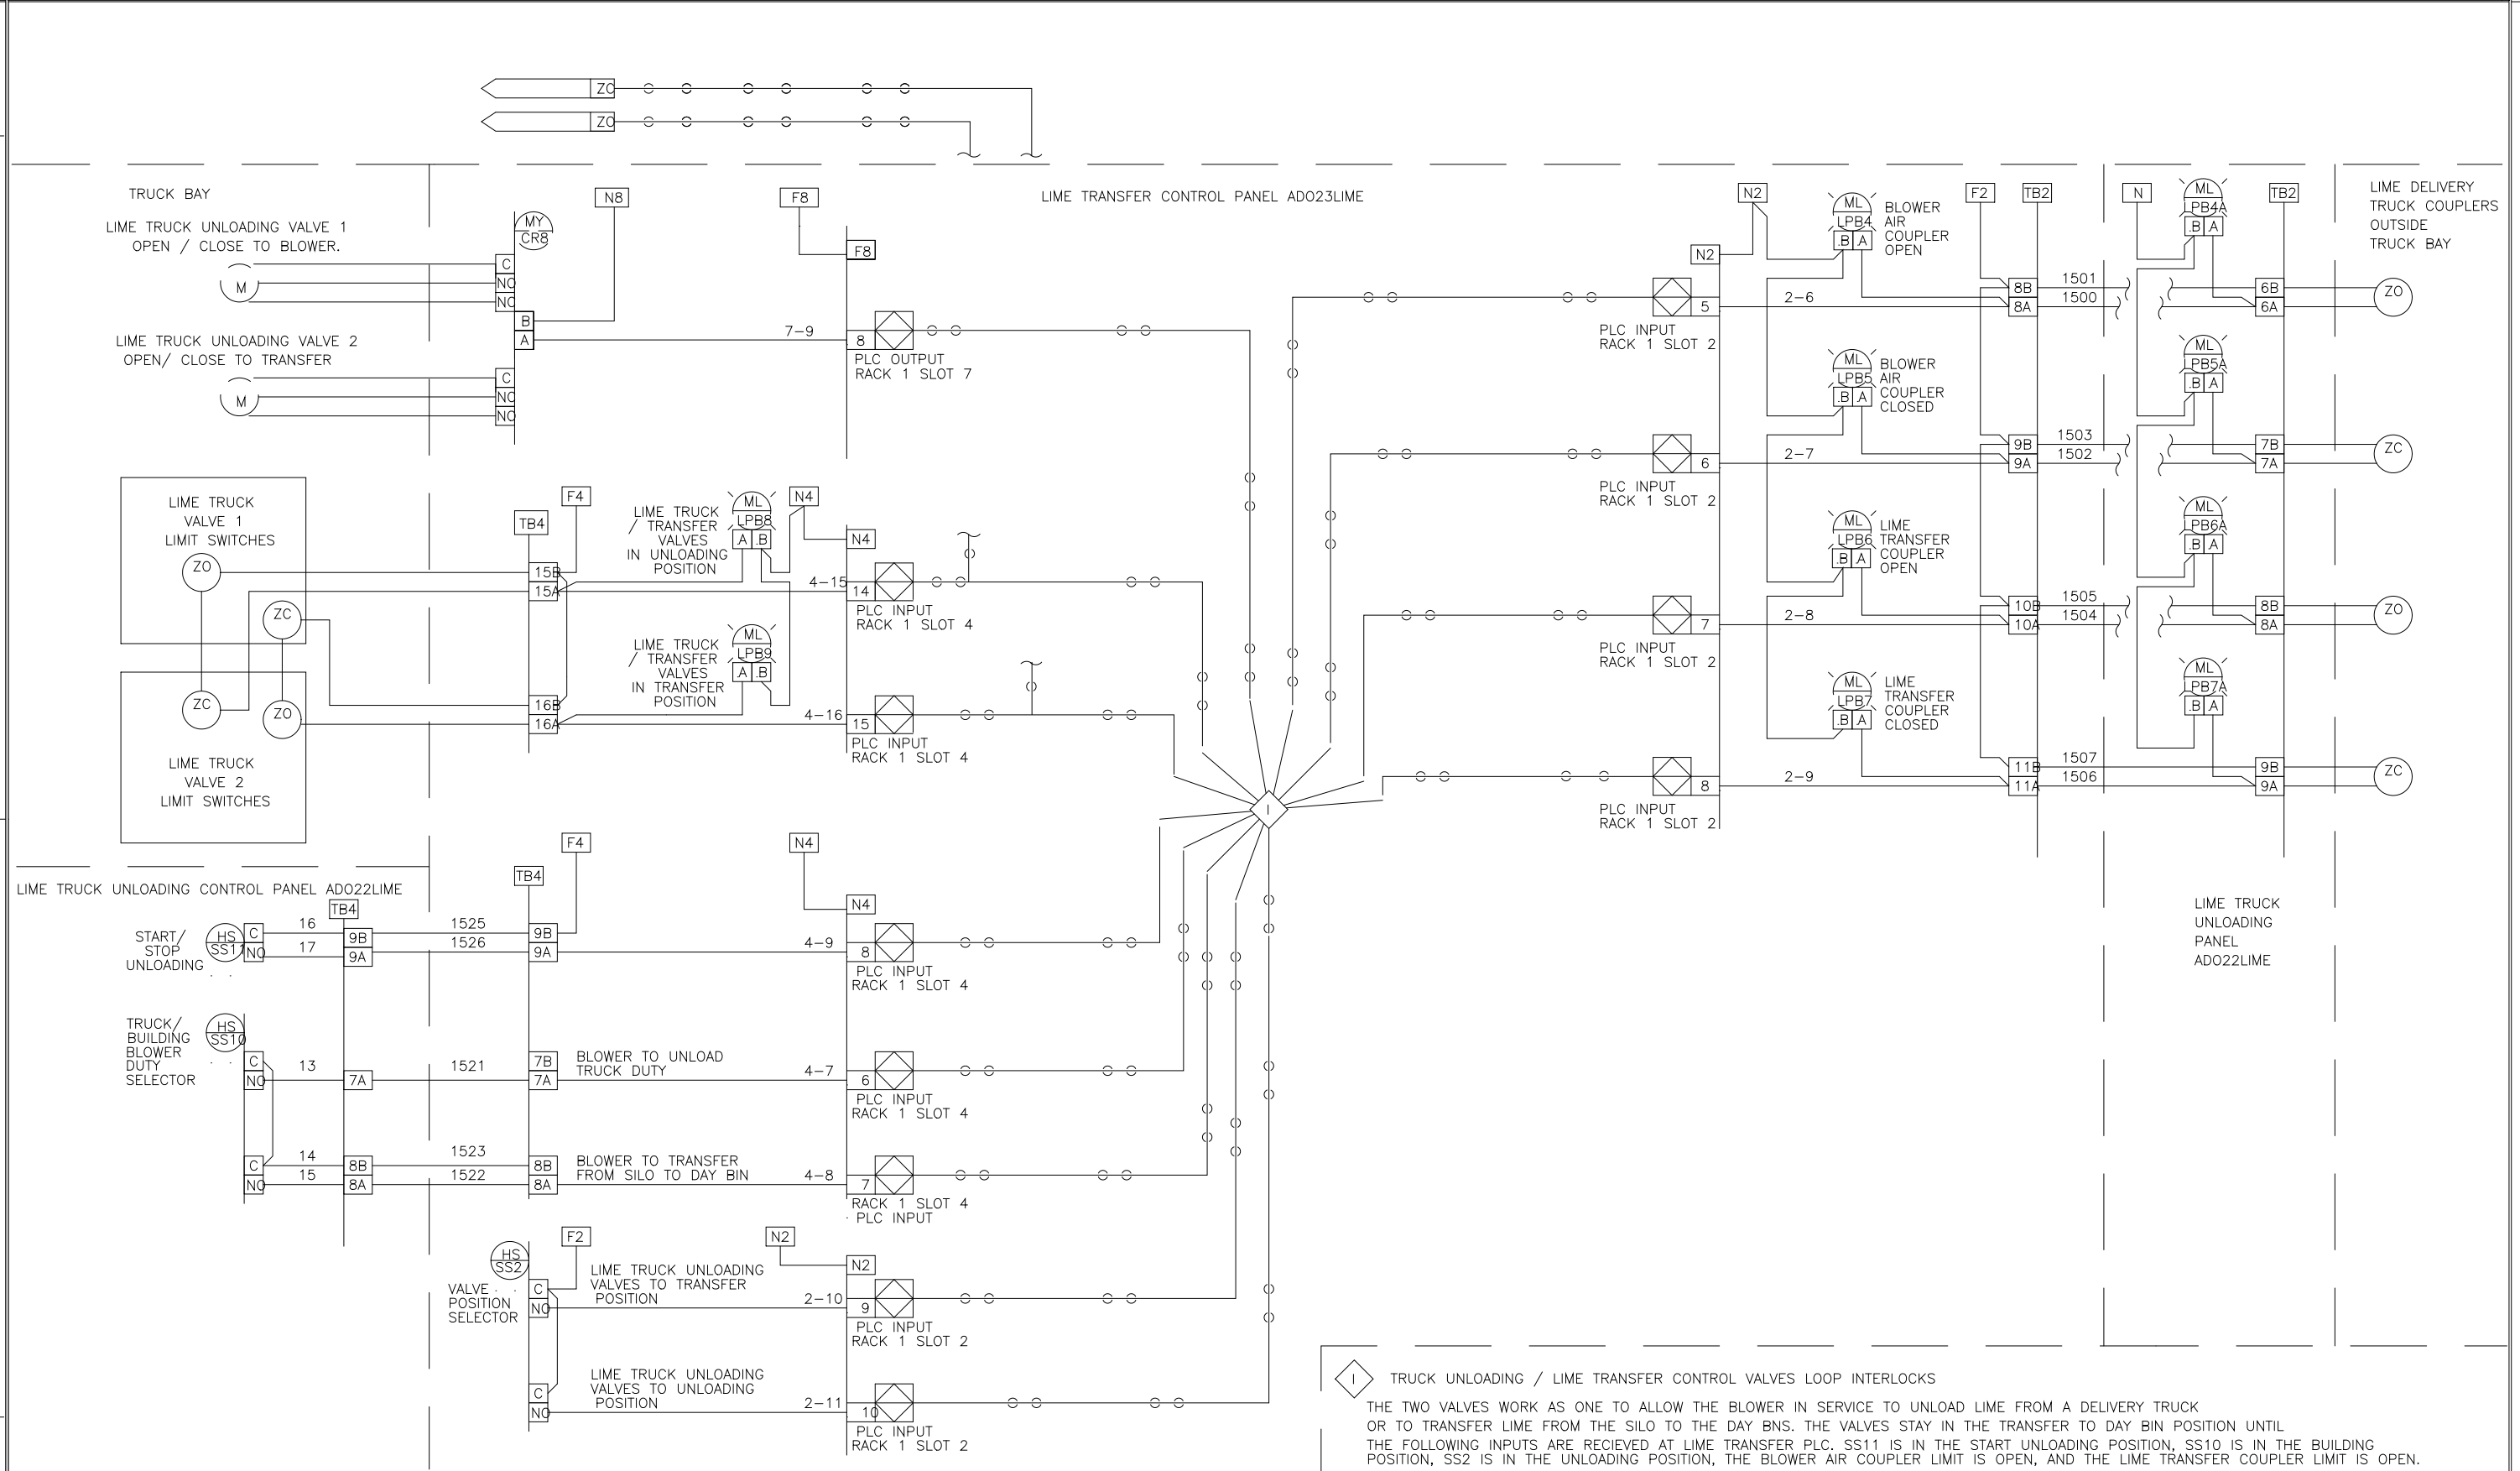 ZO
ZO
TRUCK BAY
LIME TRUCK UNLOADING VALVE 1
OPEN / CLOSE TO BLOWER.
M
LIME TRUCK UNLOADING VALVE 2
OPEN/ CLOSE TO TRANSFER
M
MY
CR8
C
NO
NO
B
A
C
NO
NO
N8
F8
F8
7-9
8
PLC OUTPUT
RACK 1 SLOT 7
LIME TRANSFER CONTROL PANEL ADO23LIME
LIME TRUCK
VALVE 1
LIMIT SWITCHES
ZO
ZC
ZC
ZO
LIME TRUCK
VALVE 2
LIMIT SWITCHES
TB4
F4
15B
15A
16B
16A
LIME TRUCK
/ TRANSFER
VALVES
IN UNLOADING
POSITION
ML
LPB8
A .B
N4
N4
4-15
14
PLC INPUT
RACK 1 SLOT 4
LIME TRUCK
/ TRANSFER
VALVES
IN TRANSFER
POSITION
ML
LPB9
A .B
4-16
15
PLC INPUT
RACK 1 SLOT 4
LIME TRUCK UNLOADING CONTROL PANEL ADO22LIME
TB4
START/
STOP
UNLOADING
HS
SS11
C
NO
16
17
9B
9A
1525
1526
TB4
F4
9B
9A
N4
N4
4-9
8
PLC INPUT
RACK 1 SLOT 4
TRUCK/
BUILDING
BLOWER
DUTY
SELECTOR
HS
SS10
C
NO
13
7A
1521
7B
7A
BLOWER TO UNLOAD
TRUCK DUTY
4-7
6
PLC INPUT
RACK 1 SLOT 4
C
NO
14
15
8B
8A
1523
1522
8B
8A
BLOWER TO TRANSFER
FROM SILO TO DAY BIN
4-8
7
RACK 1 SLOT 4
PLC INPUT
VALVE
POSITION
SELECTOR
HS
SS2
F2
C
NO
LIME TRUCK UNLOADING
VALVES TO TRANSFER
POSITION
N2
N2
2-10
9
PLC INPUT
RACK 1 SLOT 2
C
NO
LIME TRUCK UNLOADING
VALVES TO UNLOADING
POSITION
2-11
10
PLC INPUT
RACK 1 SLOT 2
I
N2
N2
5
PLC INPUT
RACK 1 SLOT 2
2-6
ML
LPB4
.B A
BLOWER
AIR
COUPLER
OPEN
F2
TB2
8B
8A
1501
1500
N
ML
LPB4A
.B A
TB2
6B
6A
ZO
LIME DELIVERY
TRUCK COUPLERS
OUTSIDE
TRUCK BAY
6
PLC INPUT
RACK 1 SLOT 2
2-7
ML
LPB5
.B A
BLOWER
AIR
COUPLER
CLOSED
9B
9A
1503
1502
ML
LPB5A
.B A
7B
7A
ZC
7
PLC INPUT
RACK 1 SLOT 2
2-8
ML
LPB6
.B A
LIME
TRANSFER
COUPLER
OPEN
10B
10A
1505
1504
ML
LPB6A
.B A
8B
8A
ZO
8
PLC INPUT
RACK 1 SLOT 2
2-9
ML
LPB7
.B A
LIME
TRANSFER
COUPLER
CLOSED
11B
11A
1507
1506
ML
LPB7A
.B A
9B
9A
ZC
LIME TRUCK
UNLOADING
PANEL
ADO22LIME
I TRUCK UNLOADING / LIME TRANSFER CONTROL VALVES LOOP INTERLOCKS
THE TWO VALVES WORK AS ONE TO ALLOW THE BLOWER IN SERVICE TO UNLOAD LIME FROM A DELIVERY TRUCK
OR TO TRANSFER LIME FROM THE SILO TO THE DAY BNS. THE VALVES STAY IN THE TRANSFER TO DAY BIN POSITION UNTIL
THE FOLLOWING INPUTS ARE RECIEVED AT LIME TRANSFER PLC. SS11 IS IN THE START UNLOADING POSITION, SS10 IS IN THE BUILDING
POSITION, SS2 IS IN THE UNLOADING POSITION, THE BLOWER AIR COUPLER LIMIT IS OPEN, AND THE LIME TRANSFER COUPLER LIMIT IS OPEN.